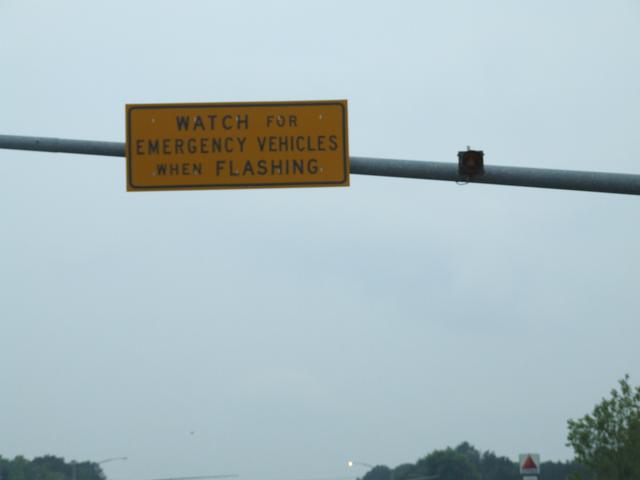 WATCH FOR
EMERGENCY VEHICLES
WHEN FLASHING